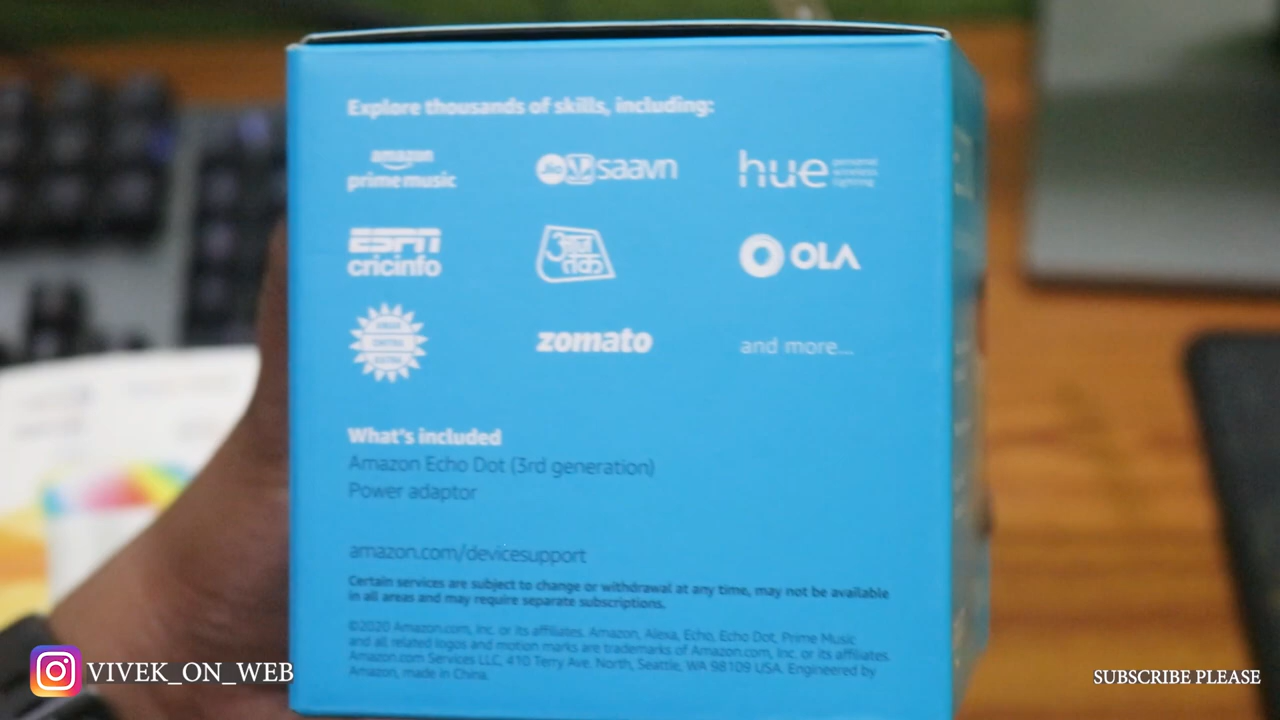 Explore thousands of skills, including:
amazon
prime music
saavn
hue personal
wireless
lighting
ESPN
cricinfo
आज
तक
OLA
zomato
and more...
What's included
Amazon Echo Dot (3rd generation)
Power adaptor
amazon.com/devicesupport
Certain services are subject to change or withdrawal at any time, may not be available
in all areas and may require separate subscriptions.
©2020 Amazon.com, Inc. or its affiliates. Amazon, Alexa, Echo, Echo Dot, Prime Music
and all related logos and motion marks are trademarks of Amazon.com, Inc. or its affiliates.
Amazon.com Services LLC, 410 Terry Ave. North, Seattle, WA 98109 USA. Engineered by
Amazon, made in China.
VIVEK_ON_WEB
SUBSCRIBE PLEASE